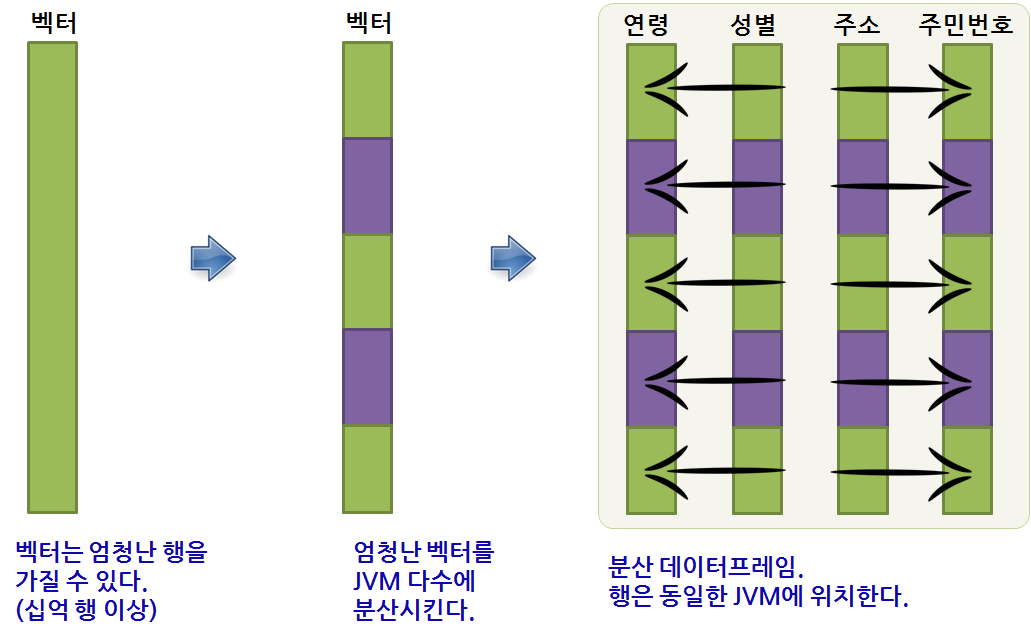 벡터
벡터
연령 성별 주소 주민번호
벡터는 엄청난 행을
가질 수 있다.
(십억 행 이상)
엄청난 벡터를
JVM 다수에
분산시킨다.
분산 데이터프레임.
행은 동일한 JVM에 위치한다.